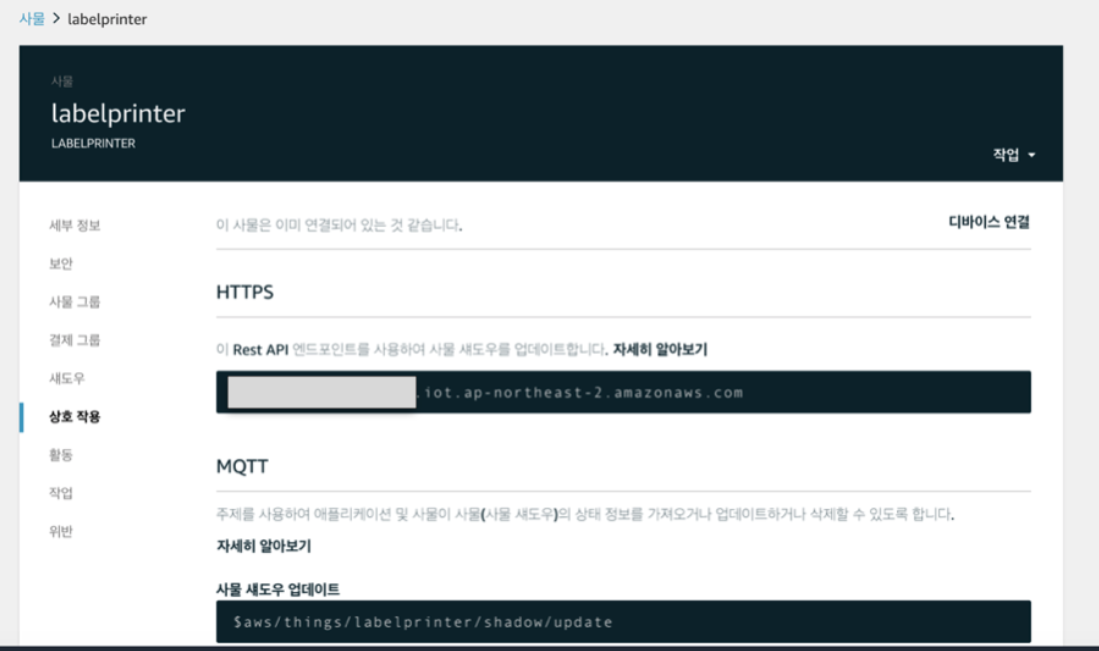 사물 > labelprinter
사물
labelprinter
LABELPRINTER
작업
세부 정보
보안
사물 그룹
결제 그룹
섀도우
상호 작용
활동
작업
위반
이 사물은 이미 연결되어 있는 것 같습니다.
디바이스 연결
HTTPS
이 Rest API 엔드포인트를 사용하여 사물 섀도우를 업데이트합니다. 자세히 알아보기
.iot.ap-northeast-2.amazonaws.com
MQTT
주제를 사용하여 애플리케이션 및 사물이 사물(사물 섀도우)의 상태 정보를 가져오거나 업데이트하거나 삭제할 수 있도록 합니다.
자세히 알아보기
사물 섀도우 업데이트
$aws/things/labelprinter/shadow/update